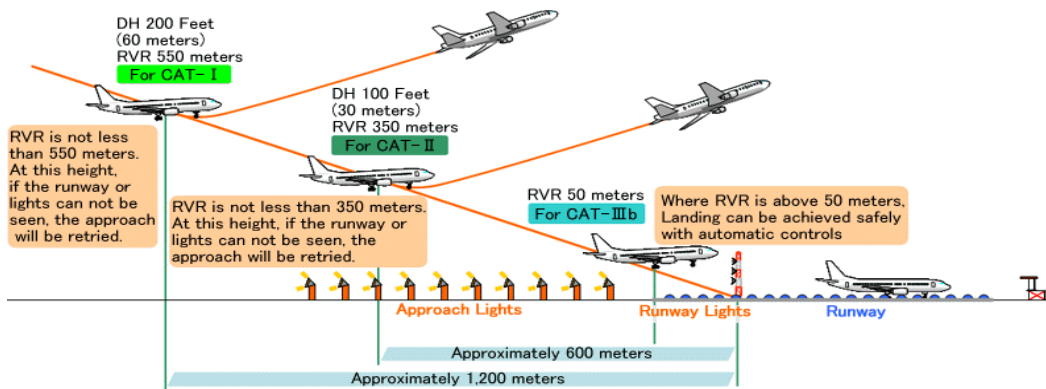 DH 200 Feet
(60 meters)
RVR 550 meters
For CAT-Ⅰ
RVR is not less
than 550 meters.
At this height,
if the runway or
lights can not be
seen, the approach
will be retried.
DH 100 Feet
(30 meters)
RVR 350 meters
For CAT-Ⅱ
RVR is not less than 350 meters.
At this height, if the runway or
lights can not be seen, the
approach will be retried.
RVR 50 meters
For CAT-Ⅲb
Where RVR is above 50 meters,
Landing can be achieved safely
with automatic controls
Approach Lights
Runway Lights
Runway
Approximately 600 meters
Approximately 1,200 meters